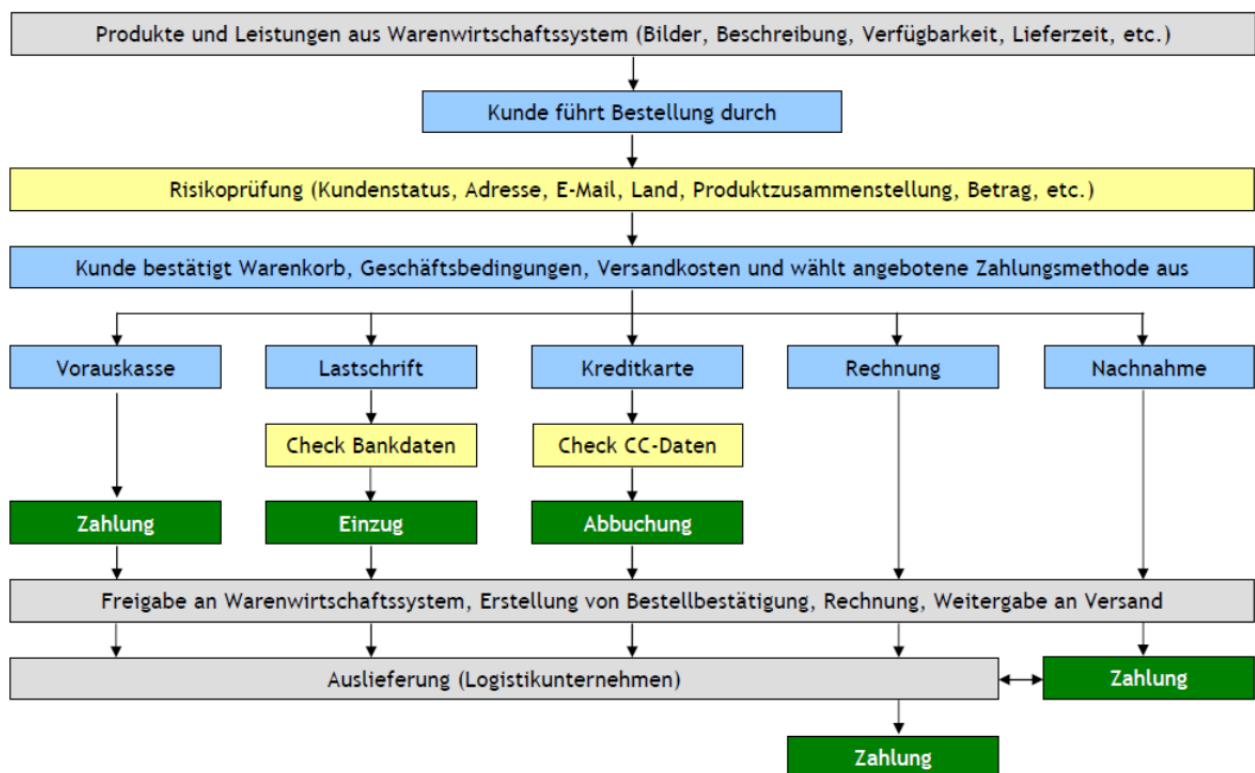 Produkte und Leistungen aus Warenwirtschaftssystem (Bilder, Beschreibung, Verfügbarkeit, Lieferzeit, etc.)
Kunde führt Bestellung durch
Risikoprüfung (Kundenstatus, Adresse, E-Mail, Land, Produktzusammenstellung, Betrag, etc.)
Kunde bestätigt Warenkorb, Geschäftsbedingungen, Versandkosten und wählt angebotene Zahlungsmethode aus
Vorauskasse
Lastschrift
Kreditkarte
Rechnung
Nachnahme
Check Bankdaten
Check CC-Daten
Zahlung
Einzug
Abbuchung
Freigabe an Warenwirtschaftssystem, Erstellung von Bestellbestätigung, Rechnung, Weitergabe an Versand
Auslieferung (Logistikunternehmen)
Zahlung
Zahlung